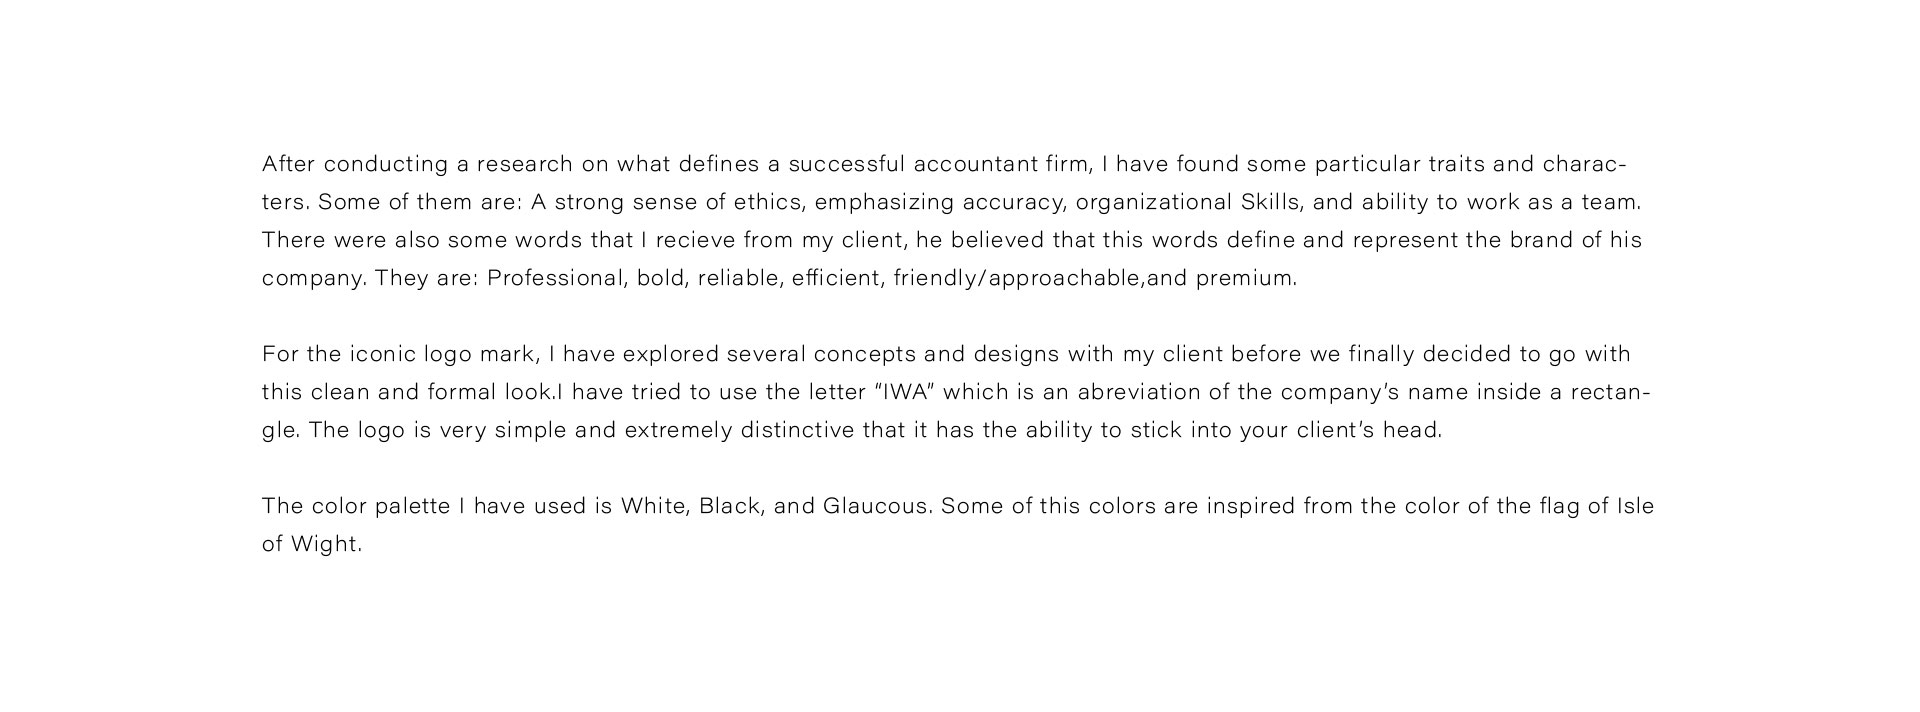 After conducting a research on what defines a successful accountant firm, I have found some particular traits and charac-
ters. Some of them are: A strong sense of ethics, emphasizing accuracy, organizational Skills, and ability to work as a team.
There were also some words that I recieve from my client, he believed that this words define and represent the brand of his
company. They are: Professional, bold, reliable, efficient, friendly/approachable,and premium.
For the iconic logo mark, I have explored several concepts and designs with my client before we finally decided to go with
this clean and formal look.I have tried to use the letter “IWA” which is an abreviation of the company’s name inside a rectan-
gle. The logo is very simple and extremely distinctive that it has the ability to stick into your client’s head.
The color palette I have used is White, Black, and Glaucous. Some of this colors are inspired from the color of the flag of Isle
of Wight.